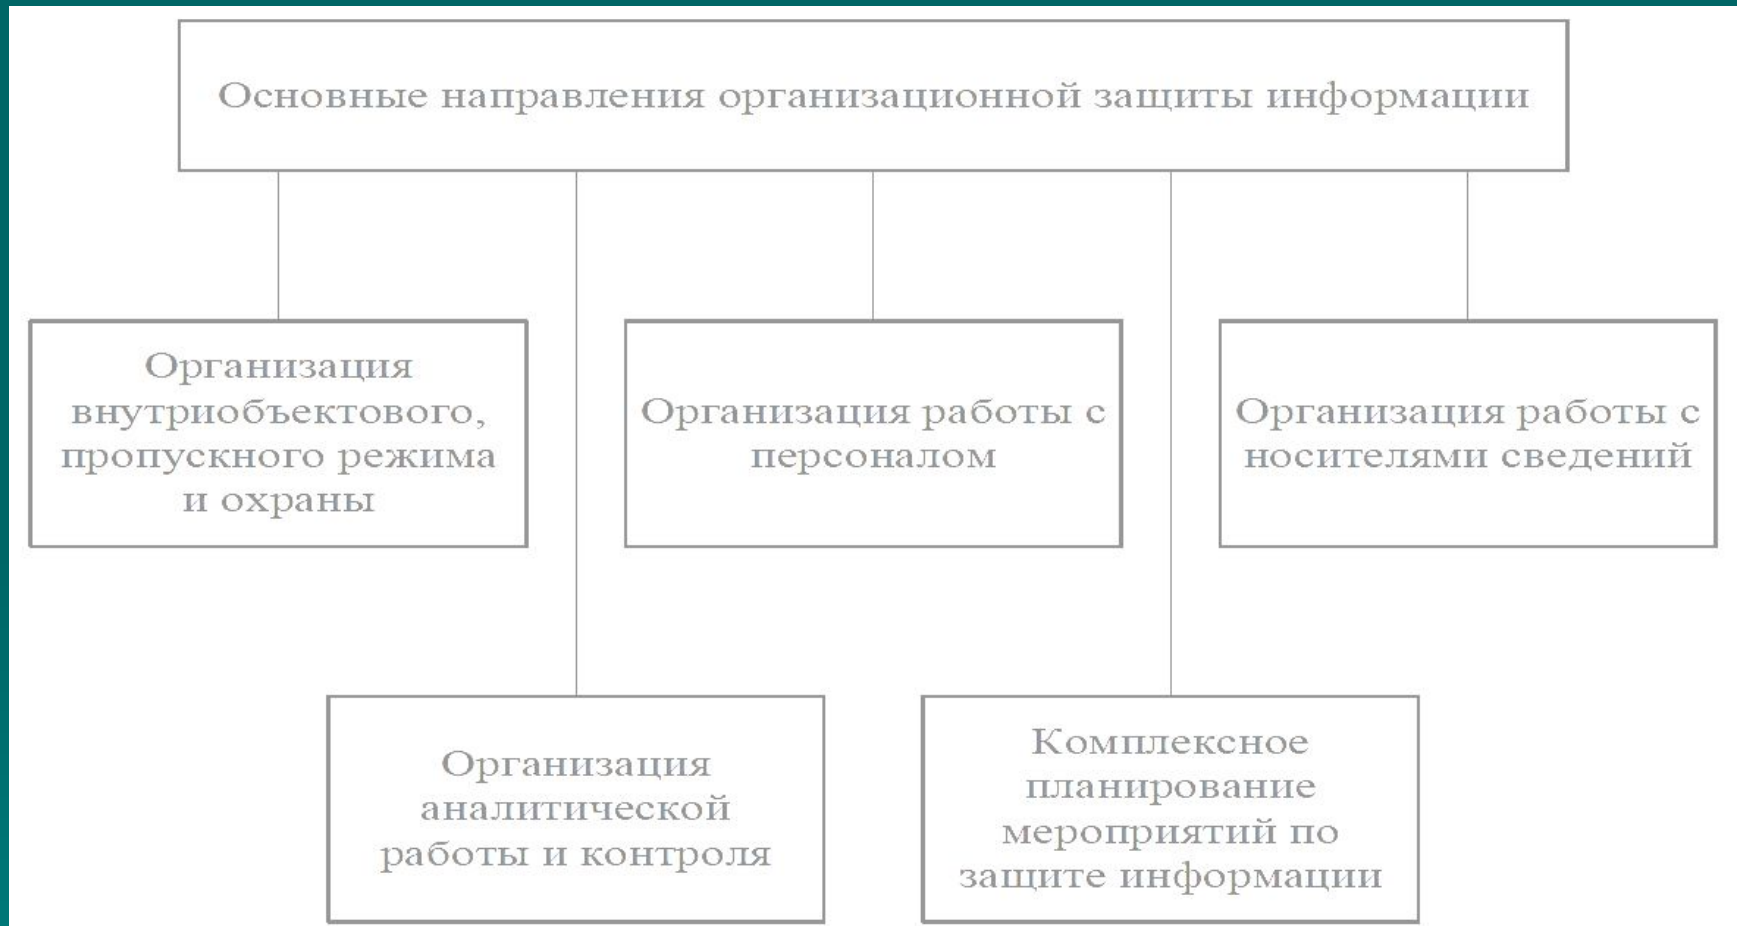 Основные направления организационной защиты информации
Организация
внутриобъектового,
пропускного режима
и охраны
Организация работы с
персоналом
Организация работы с
носителями сведений
Организация
аналитической
работы и контроля
Комплексное
планирование
мероприятий по
защите информации